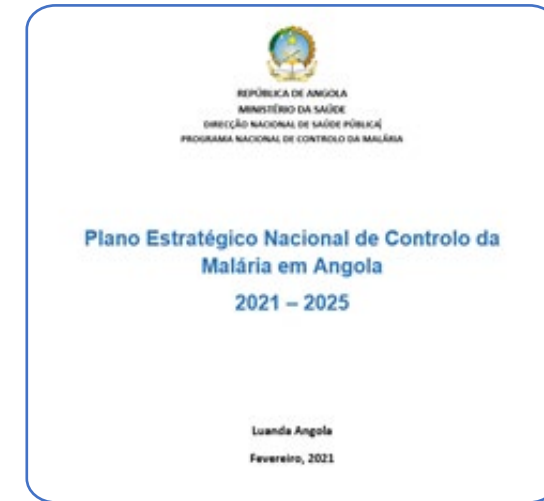 REPÚBLICA DE ANGOLA
MINISTÉRIO DA SAÚDE
DIRECÇÃO NACIONAL DE SAÚDE PÚBLICA
PROGRAMA NACIONAL DE CONTROLO DA MALÁRIA
Plano Estratégico Nacional de Controlo da
Malária em Angola
2021 – 2025
Luanda Angola
Fevereiro, 2021